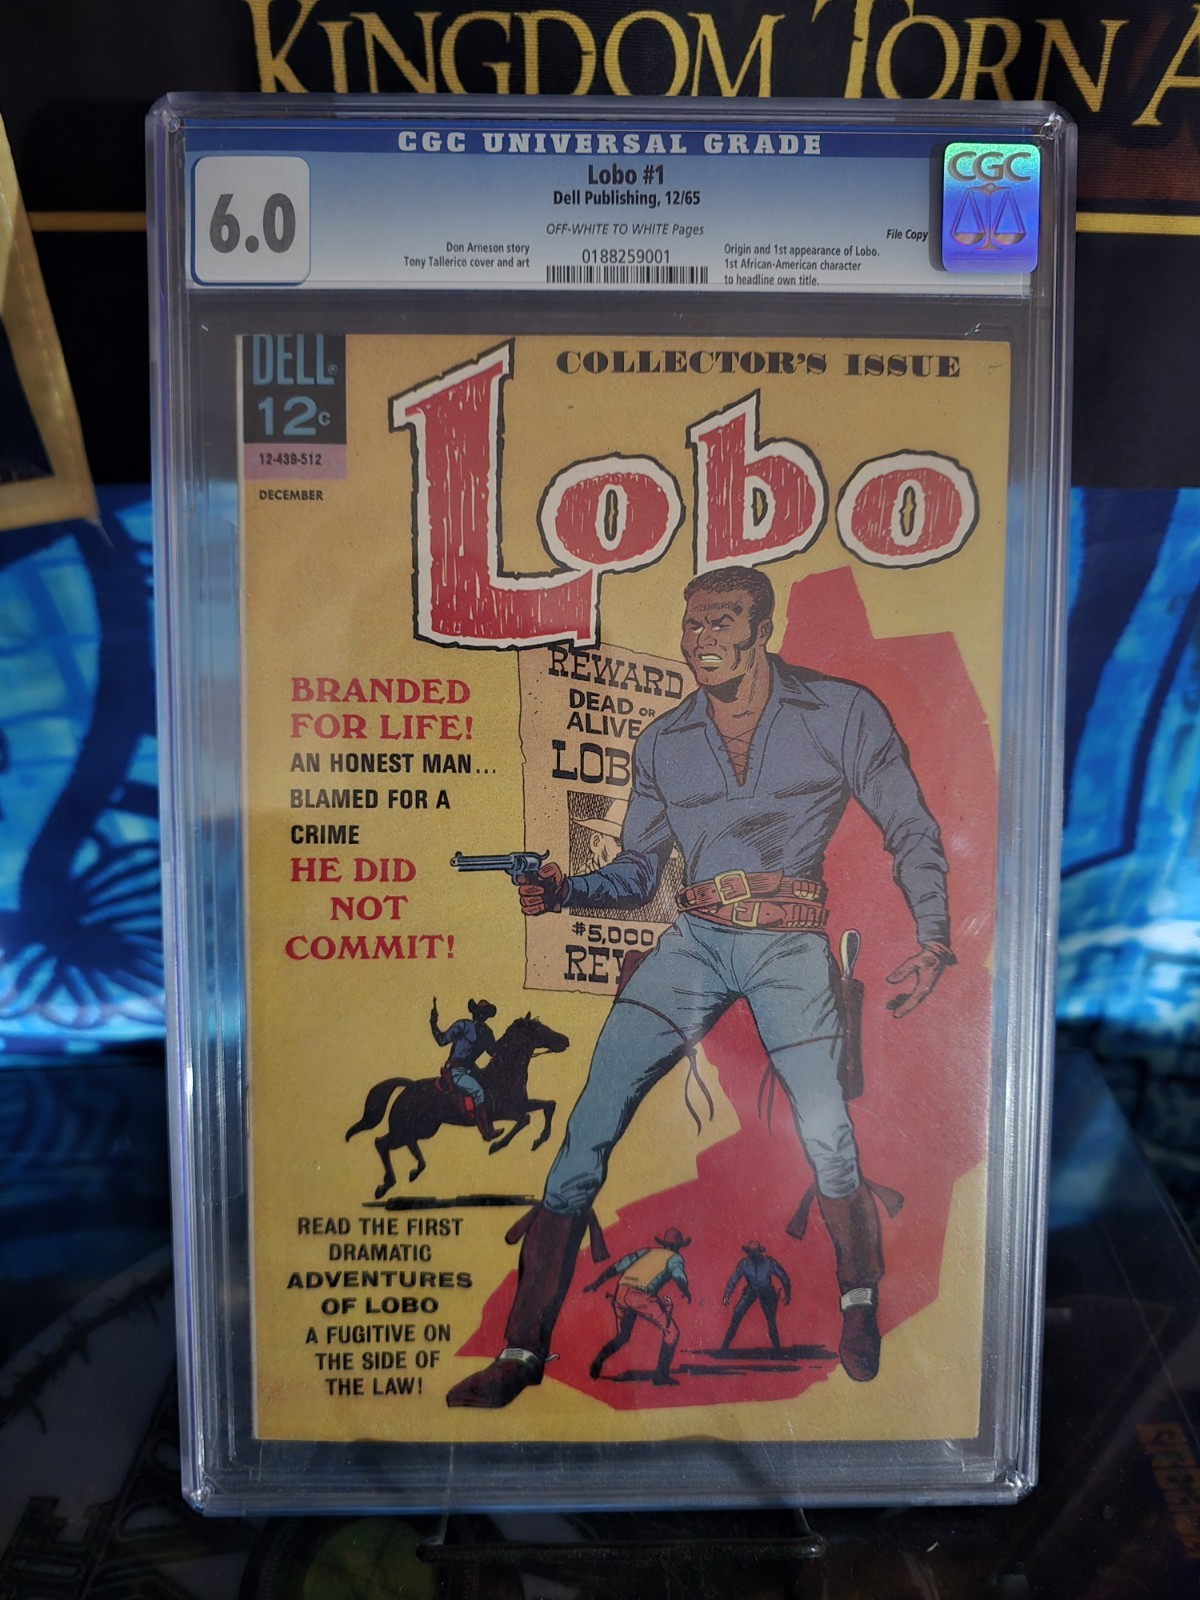 KINGDOM TORN A
CGC UNIVERSAL GRADE
6.0
Lobo #1
Dell Publishing, 12/65
OFF-WHITE TO WHITE Pages
File Copy
Don Arneson story
Tony Tallerico cover and art
0188259001
Origin and 1st appearance of Lobo.
1st African-American character
to headline own title.
CGC
DELL®
12c
12-439-512
DECEMBER
COLLECTOR'S ISSUE
Lobo
REWARD
DEAD OR
ALIVE
LOB
$5,000
REW
BRANDED
FOR LIFE!
AN HONEST MAN...
BLAMED FOR A
CRIME
HE DID
NOT
COMMIT!
READ THE FIRST
DRAMATIC
ADVENTURES
OF LOBO
A FUGITIVE ON
THE SIDE OF
THE LAW!